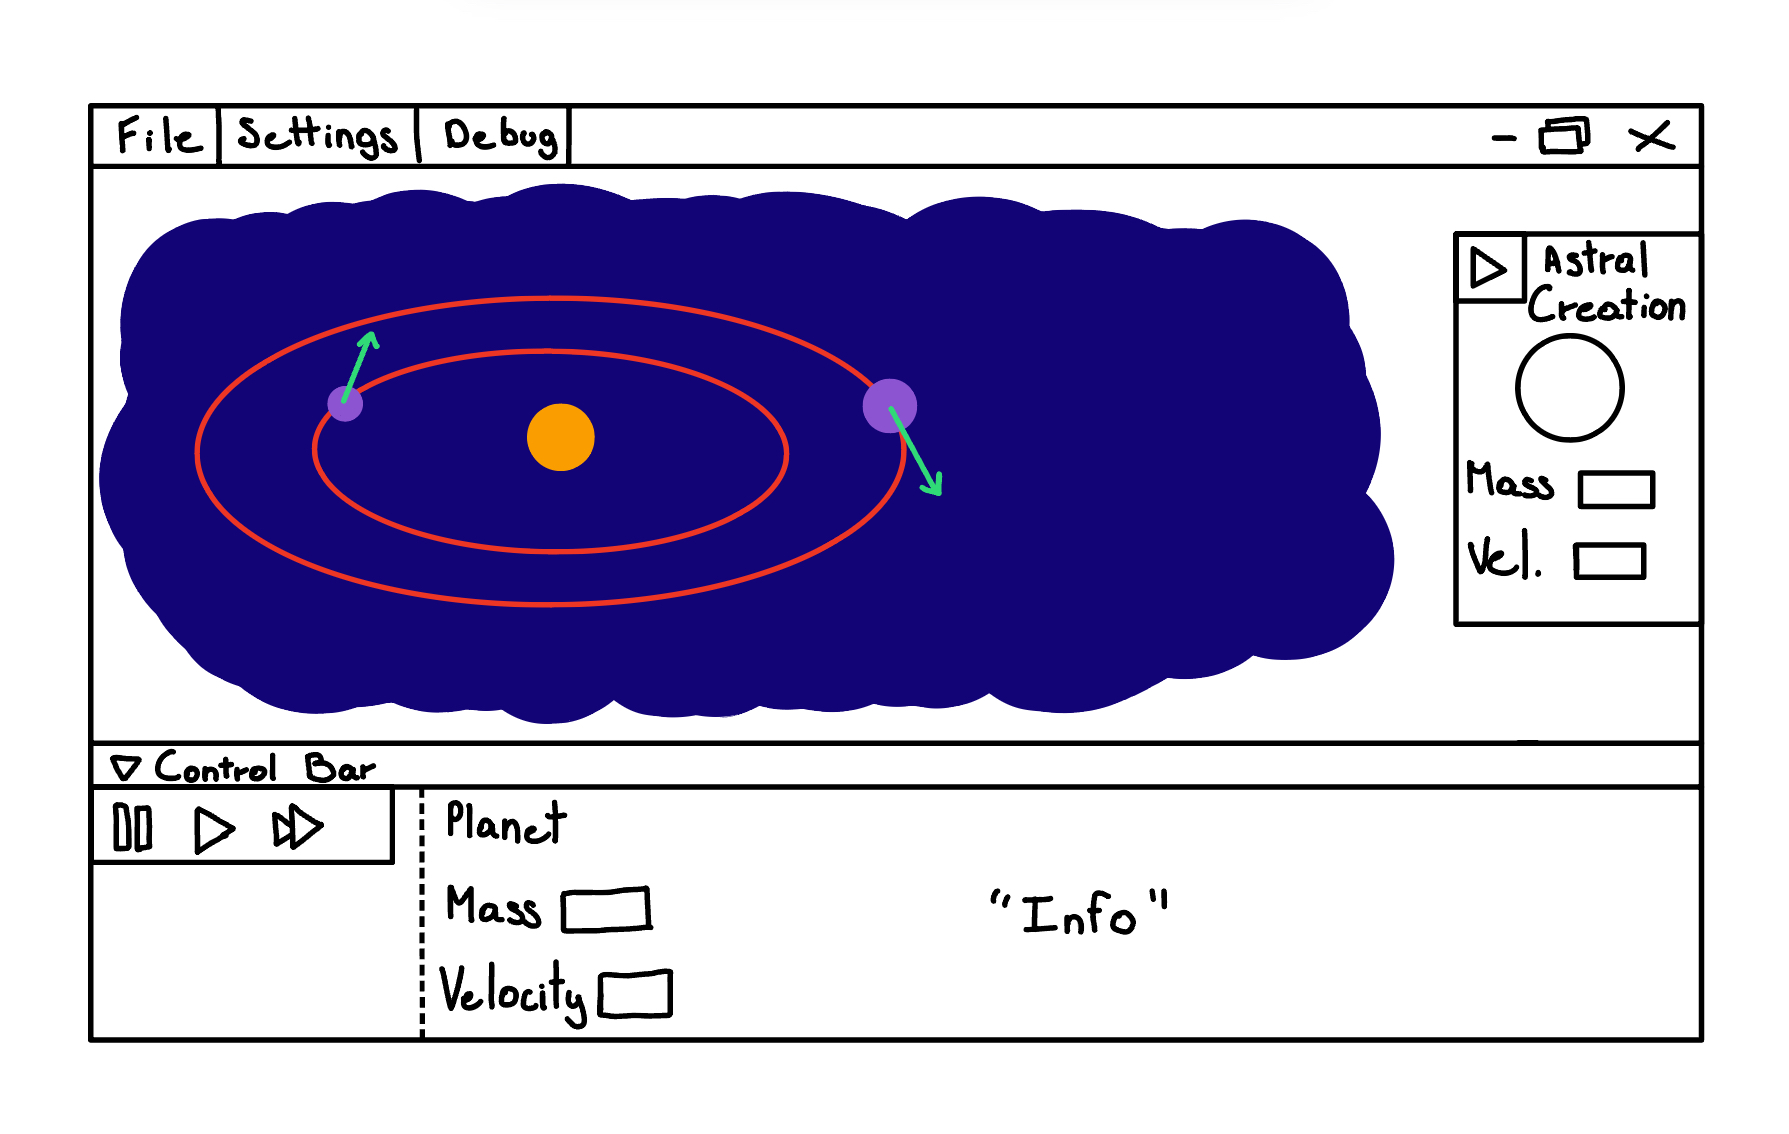 File Settings Debug
Astral
Creation
Mass
Vel.
Control Bar
Planet
Mass
"Info"
Velocity